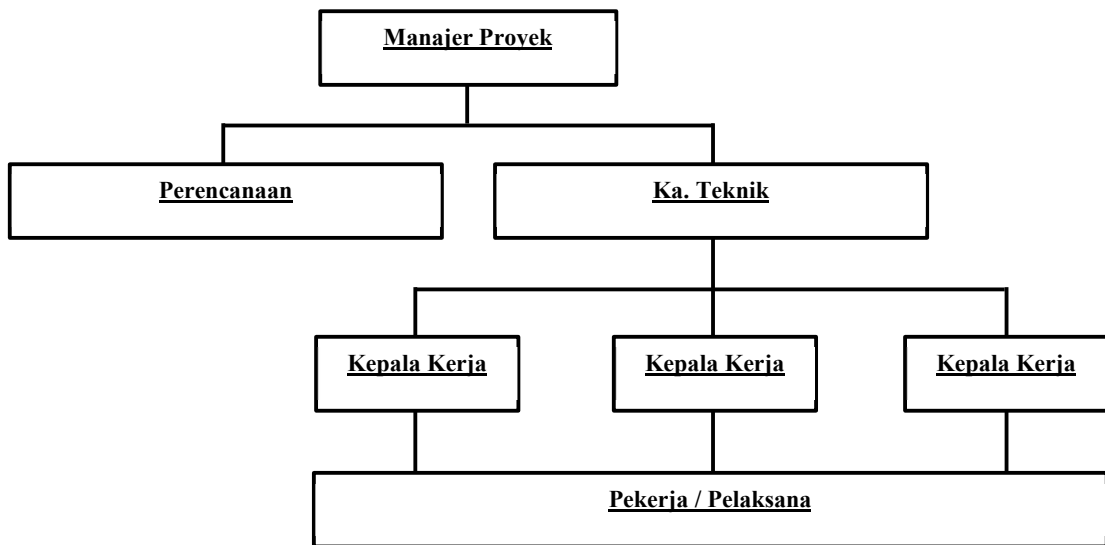 Manajer Proyek
Perencanaan
Ka. Teknik
Kepala Kerja
Kepala Kerja
Kepala Kerja
Pekerja / Pelaksana